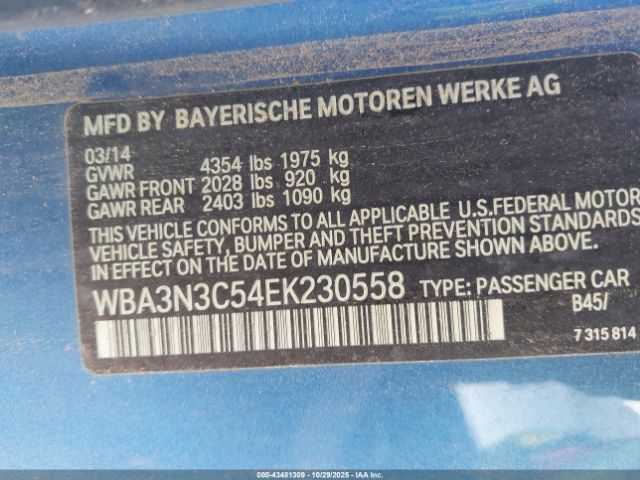 MFD BY BAYERISCHE MOTOREN WERKE AG
03/14
GVWR 4354 lbs 1975 kg
GAWR FRONT 2028 lbs 920 kg
GAWR REAR 2403 lbs 1090 kg
THIS VEHICLE CONFORMS TO ALL APPLICABLE U.S.FEDERAL MOTOR
VEHICLE SAFETY, BUMPER AND THEFT PREVENTION STANDARDS
IN EFFECT ON THE DATE OF MANUFACTURE SHOWN ABOVE.
WBA3N3C54EK230558 TYPE: PASSENGER CAR
B45/
7 315 814
000-43481309 | 10/29/2025 | IAA Inc.